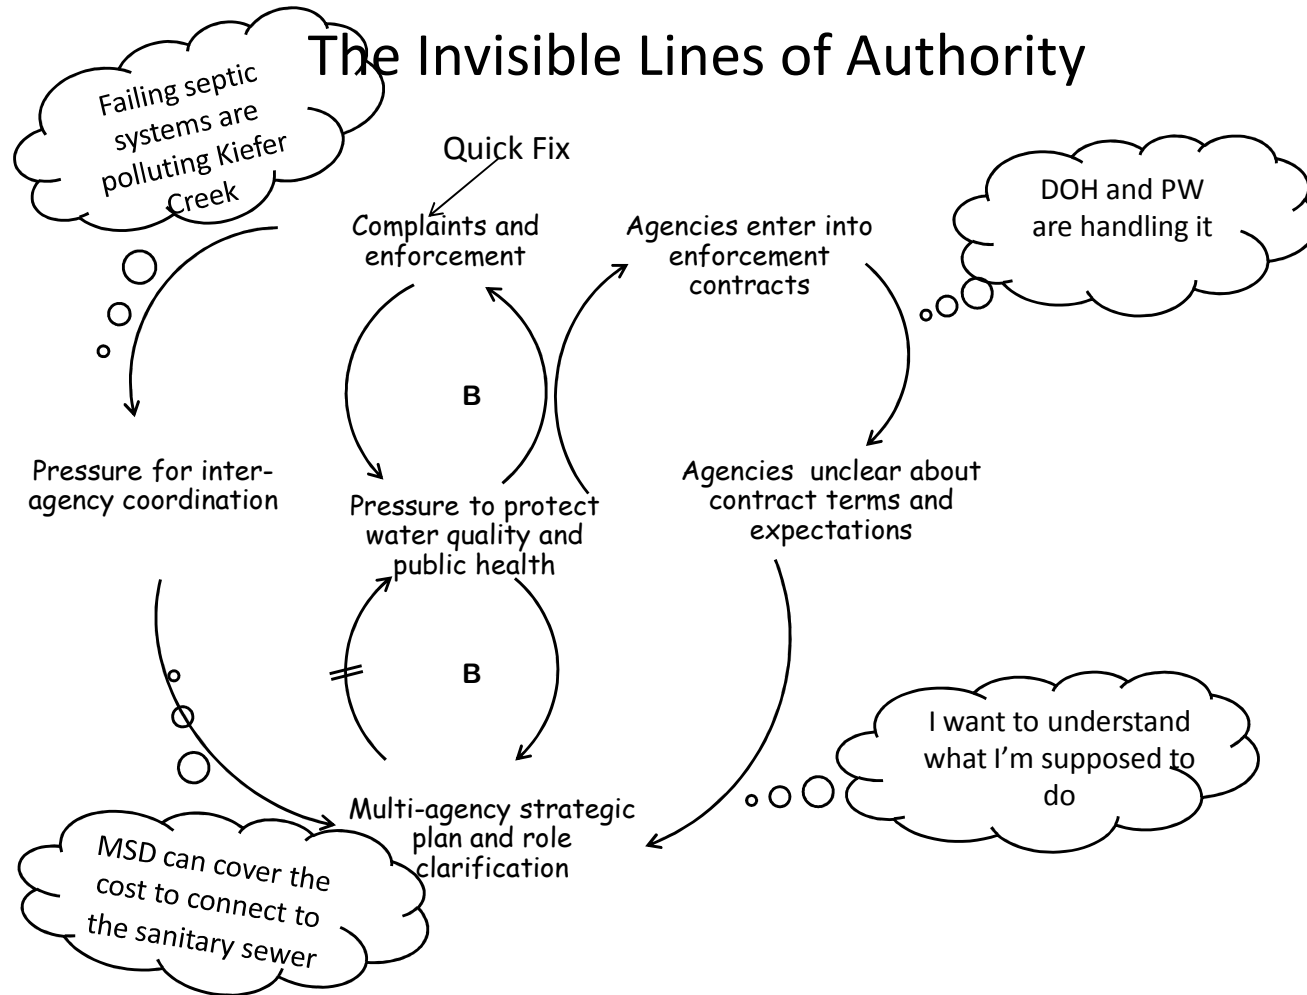 The Invisible Lines of Authority
Failing septic
systems are
polluting Kiefer
Creek
Quick Fix
DOH and PW
are handling it
Complaints and
enforcement
Agencies enter into
enforcement
contracts
B
Pressure for inter-
agency coordination
Pressure to protect
water quality and
public health
Agencies unclear about
contract terms and
expectations
B
I want to understand
what I’m supposed to
do
Multi-agency strategic
plan and role
clarification
MSD can cover the
cost to connect to
the sanitary sewer